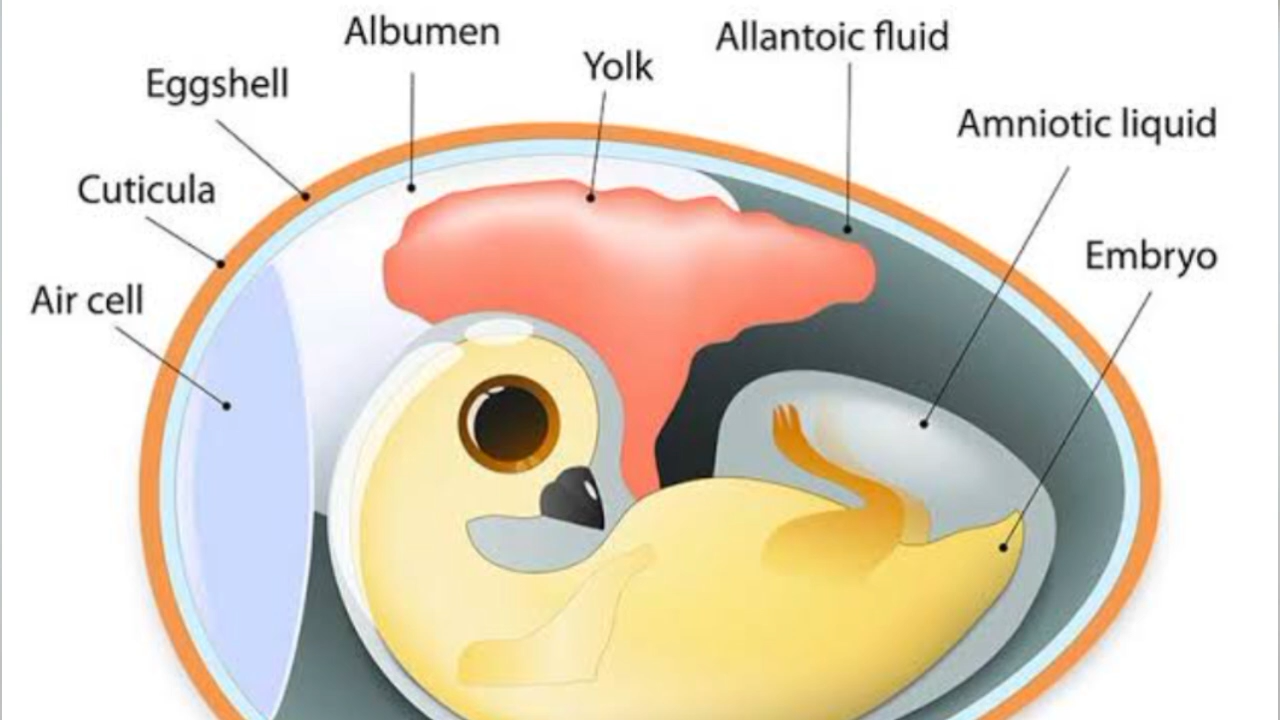 Albumen
Allantoic fluid
Yolk
Eggshell
Amniotic liquid
Cuticula
Embryo
Air cell